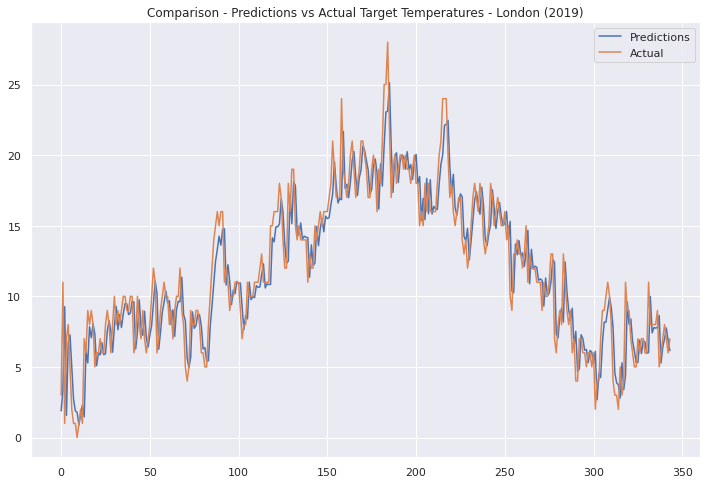 Comparison - Predictions vs Actual Target Temperatures - London (2019)
Predictions
Actual
25
20
15
10
5
0
0 50 100 150 200 250 300 350